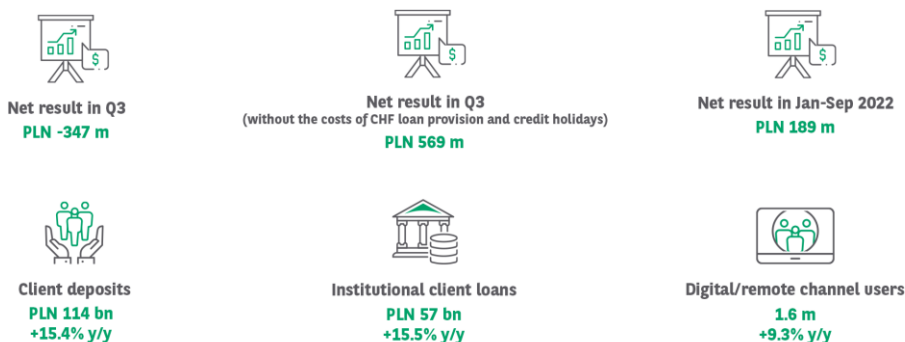 $
Net result in Q3
PLN -347 m
$
Net result in Q3
(without the costs of CHF loan provision and credit holidays)
PLN 569 m
$
Net result in Jan-Sep 2022
PLN 189 m
Client deposits
PLN 114 bn
+15.4% y/y
Institutional client loans
PLN 57 bn
+15.5% y/y
Digital/remote channel users
1.6 m
+9.3% y/y